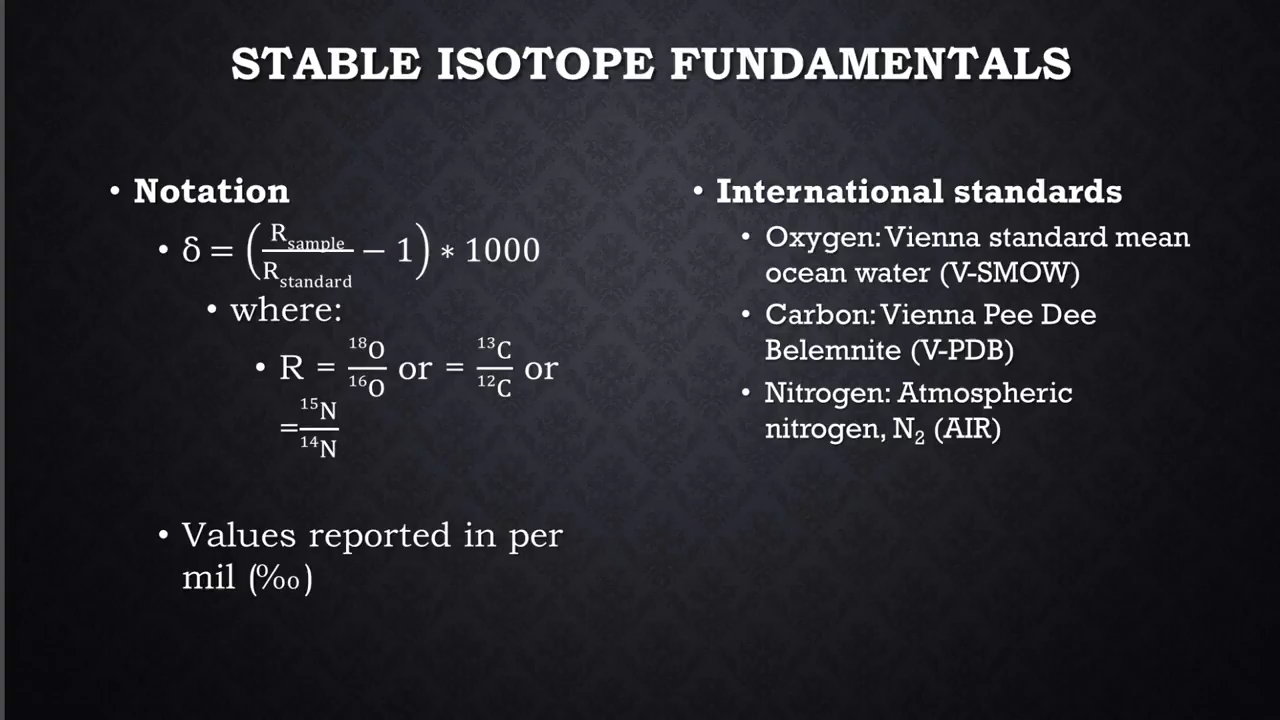 STABLE ISOTOPE FUNDAMENTALS
• Notation
• δ = (R_sample / R_standard − 1) * 1000
• where:
• R = ¹⁸O/¹⁶O or = ¹³C/¹²C or
=¹⁵N/¹⁴N
• Values reported in per
mil (‰)
• International standards
• Oxygen: Vienna standard mean
ocean water (V-SMOW)
• Carbon: Vienna Pee Dee
Belemnite (V-PDB)
• Nitrogen: Atmospheric
nitrogen, N₂ (AIR)